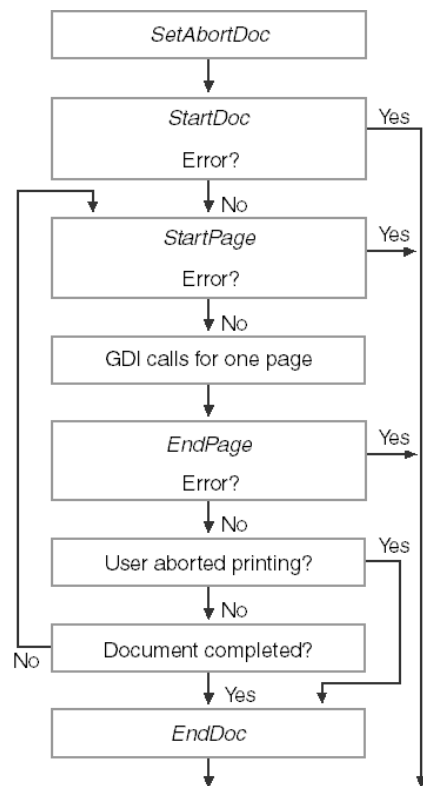 SetAbortDoc
StartDoc
Yes
Error?
No
StartPage
Yes
Error?
No
GDI calls for one page
EndPage
Yes
Error?
No
Yes
User aborted printing?
No
Document completed?
No
Yes
EndDoc